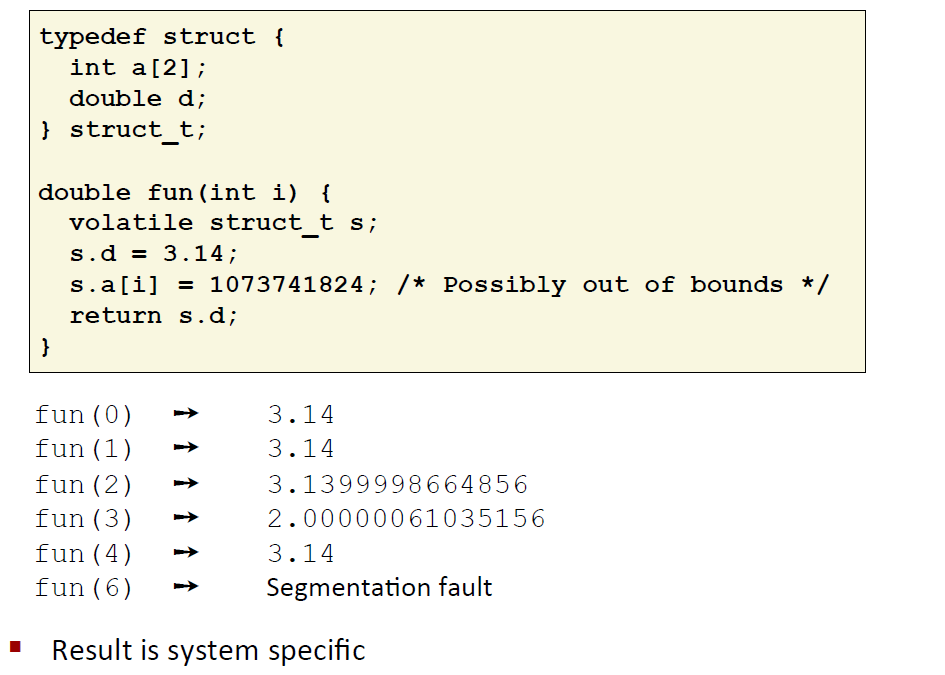 typedef struct {
  int a[2];
  double d;
} struct_t;

double fun(int i) {
  volatile struct_t s;
  s.d = 3.14;
  s.a[i] = 1073741824; /* Possibly out of bounds */
  return s.d;
}
fun(0) ➙ 3.14
fun(1) ➙ 3.14
fun(2) ➙ 3.1399998664856
fun(3) ➙ 2.00000061035156
fun(4) ➙ 3.14
fun(6) ➙ Segmentation fault
▪ Result is system specific